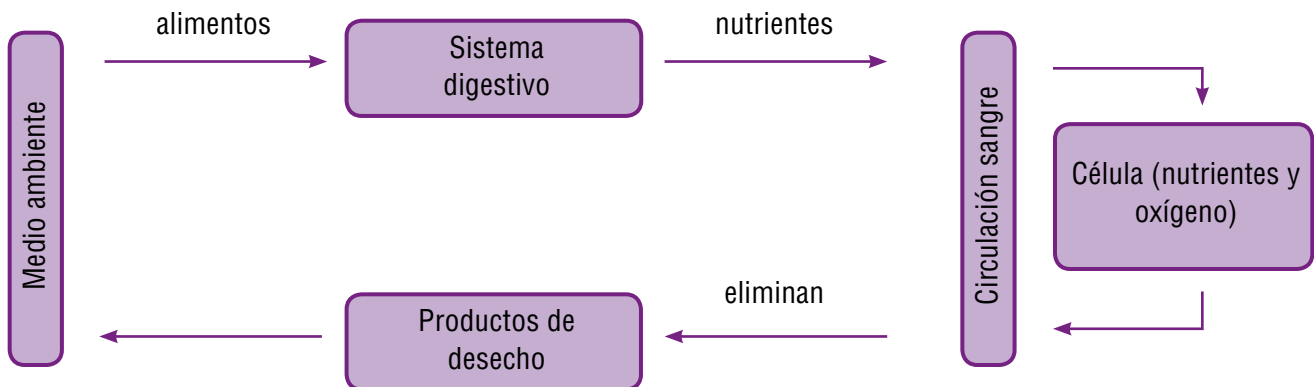 alimentos
nutrientes
Medio ambiente
Sistema
digestivo
Circulación sangre
Célula (nutrientes y
oxígeno)
eliminan
Productos de
desecho